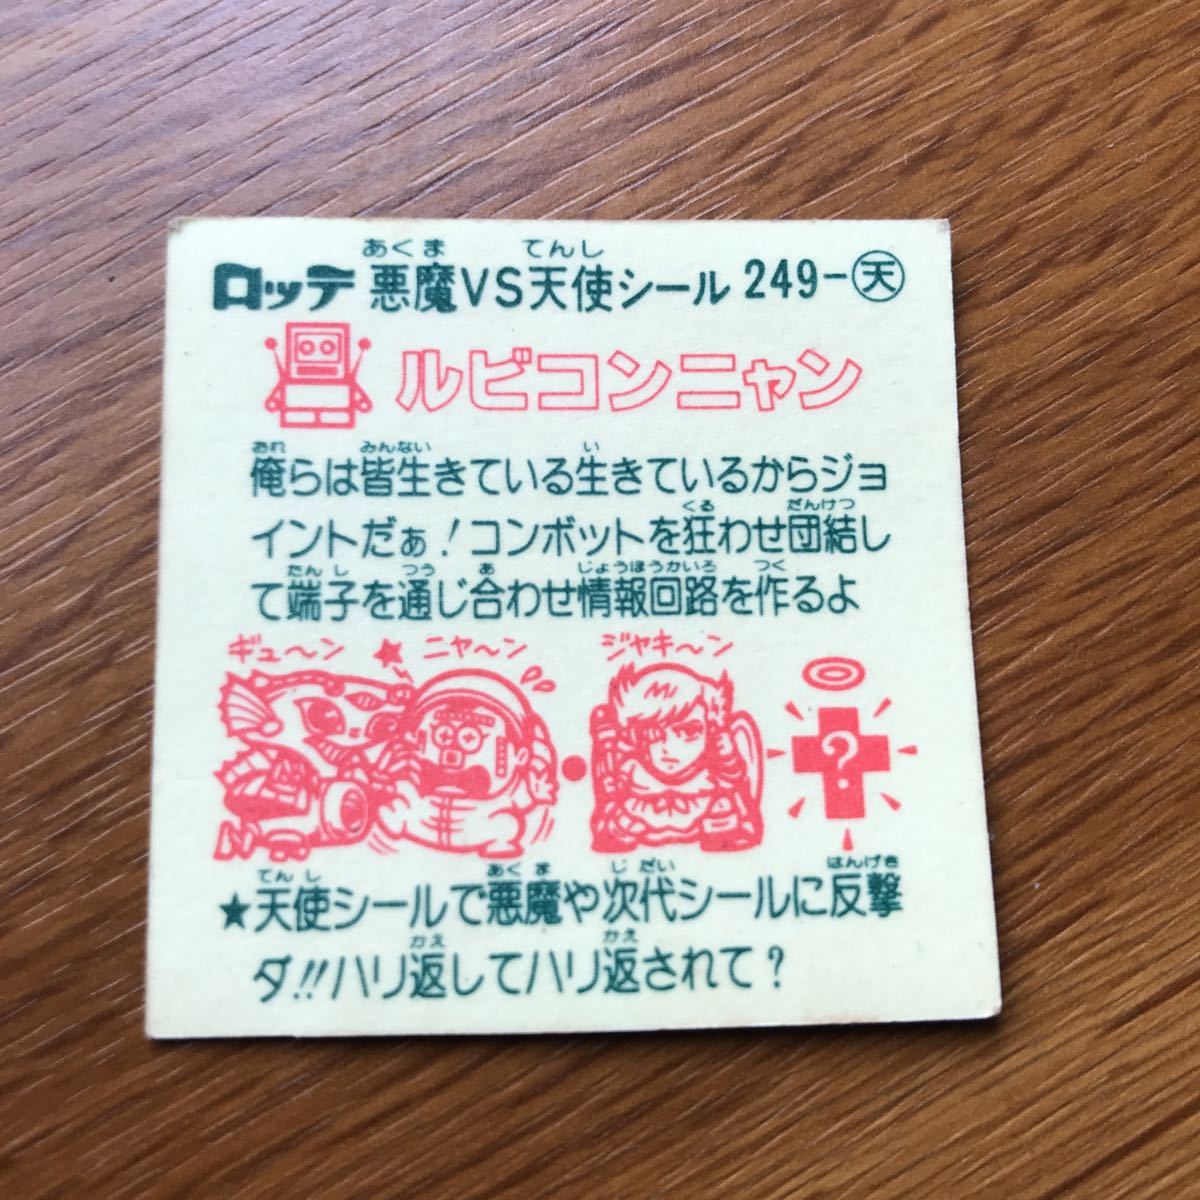 あくま てんし
ロッテ 悪魔VS天使シール 249-㊝
ルビコンニャン
おれ みんない い
俺らは皆生きている生きているからジョ
くる だんけつ
イントだぁ!コンボットを狂わせ団結し
たんし つう あ じょうほうかいろ つく
て端子を通じ合わせ情報回路を作るよ
ギュ〜ン ★ ニャ〜ン ジャキ〜ン
?
てんし あくま じだい はんげき
★天使シールで悪魔や次代シールに反撃
かえ かえ
ダ!!ハリ返してハリ返されて?